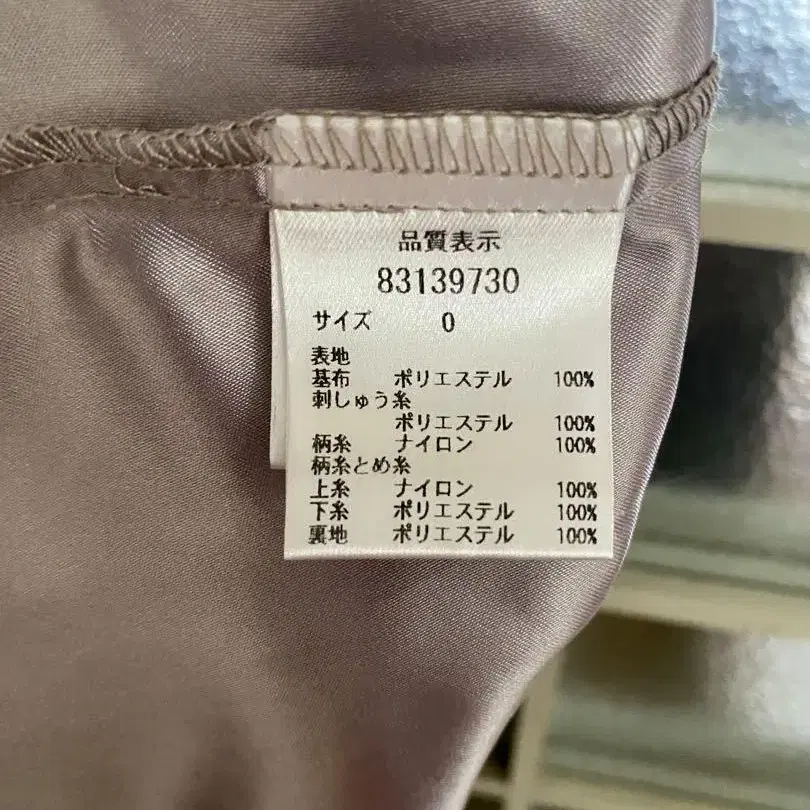 品質表示
83139730
サイズ 0
表地
基布 ポリエステル 100%
刺しゅう糸
ポリエステル 100%
柄糸 ナイロン 100%
柄糸とめ糸
上糸 ナイロン 100%
下糸 ポリエステル 100%
裏地 ポリエステル 100%